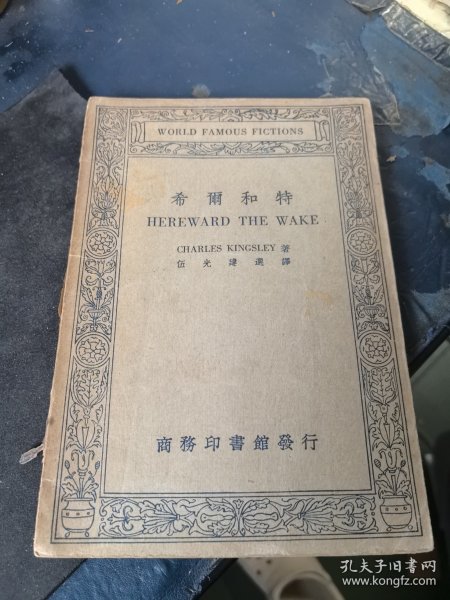 WORLD FAMOUS FICTIONS
希爾和特
HEREWARD THE WAKE
CHARLES KINGSLEY 著
伍光建選譯
商務印書館發行
孔夫子旧书网
www.kongfz.com